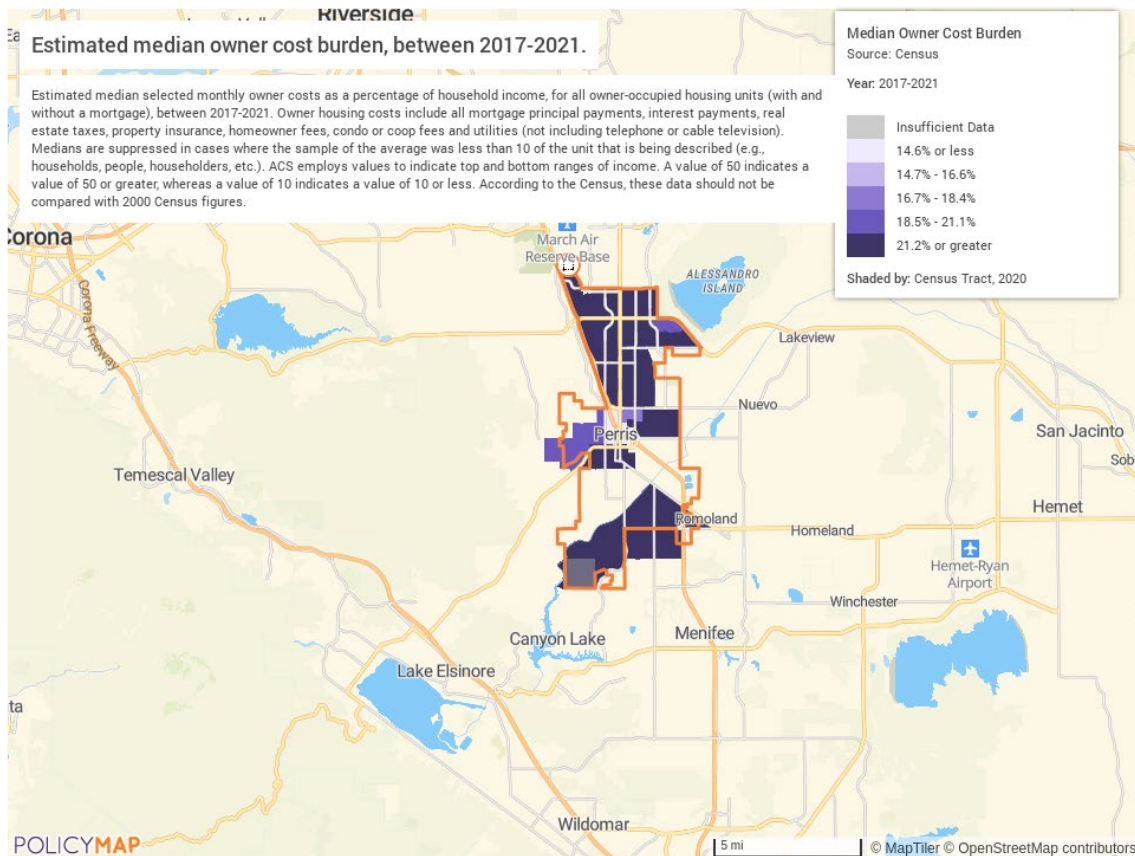 Riverside
Estimated median owner cost burden, between 2017-2021.
Estimated median selected monthly owner costs as a percentage of household income, for all owner-occupied housing units (with and
without a mortgage), between 2017-2021. Owner housing costs include all mortgage principal payments, interest payments, real
estate taxes, property insurance, homeowner fees, condo or coop fees and utilities (not including telephone or cable television).
Medians are suppressed in cases where the sample of the average was less than 10 of the unit that is being described (e.g.,
households, people, householders, etc.). ACS employs values to indicate top and bottom ranges of income. A value of 50 indicates a
value of 50 or greater, whereas a value of 10 indicates a value of 10 or less. According to the Census, these data should not be
compared with 2000 Census figures.
Median Owner Cost Burden
Source: Census
Year: 2017-2021
Insufficient Data
14.6% or less
14.7% - 16.6%
16.7% - 18.4%
18.5% - 21.1%
21.2% or greater
Shaded by: Census Tract, 2020
Corona
March Air
Reserve Base
ALESSANDRO
ISLAND
Corona Freeway
Lakeview
Nuevo
Perris
San Jacinto
Sob
Temescal Valley
Hemet
Romoland
Homeland
Hemet-Ryan
Airport
Winchester
Canyon Lake
Menifee
Lake Elsinore
ta
Wildomar
POLICYMAP
5 mi
© MapTiler © OpenStreetMap contributors